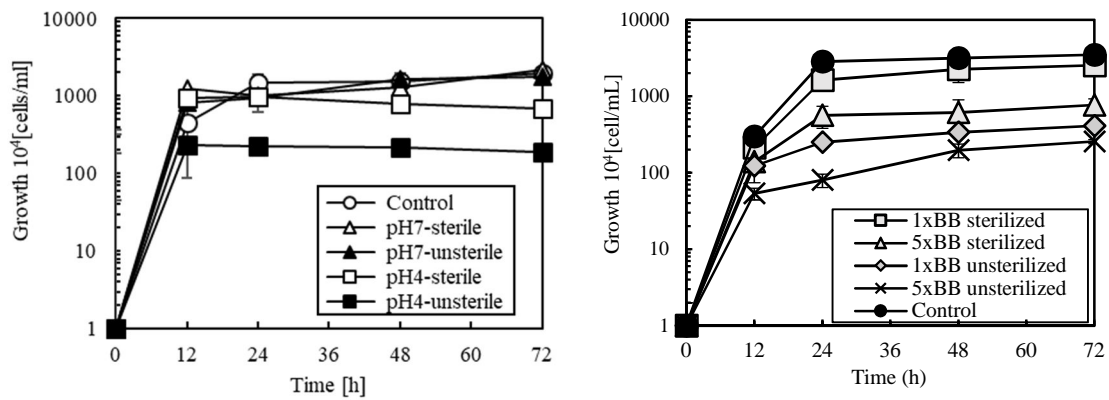 10000
1000
100
10
1
Growth 10⁴[cells/ml]
Control
pH7-sterile
pH7-unsterile
pH4-sterile
pH4-unsterile
0 12 24 36 48 60 72
Time [h]
10000
1000
100
10
1
Growth 10⁴[cell/mL]
1xBB sterilized
5xBB sterilized
1xBB unsterilized
5xBB unsterilized
Control
0 12 24 36 48 60 72
Time (h)